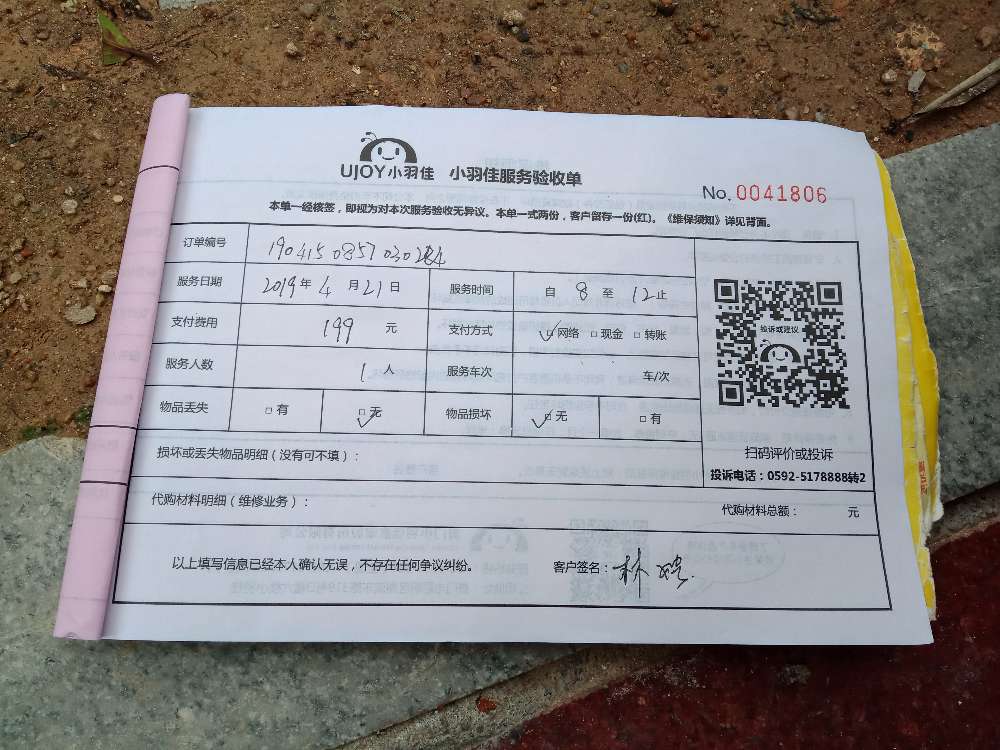 UJOY小羽佳 小羽佳服务验收单
No. 0041806
本单一经核签，即视为对本次服务验收无异议。本单一式两份，客户留存一份(红)。《维保须知》详见背面。
订单编号 1904150857030284
服务日期 2019年 4 月 21 日 服务时间 自 8 至 12 止
支付费用 199 元 支付方式 ☑网络 □现金 □转账
服务人数 1 人 服务车次 车/次
物品丢失 □有 ☑无 物品损坏 ☑无 □有
投诉或建议
扫码评价或投诉
投诉电话：0592-5178888转2
损坏或丢失物品明细（没有可不填）：
代购材料明细（维修业务）： 代购材料总额： 元
以上填写信息已经本人确认无误，不存在任何争议纠纷。 客户签名：林